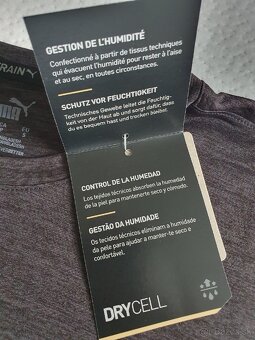 GESTION DE L'HUMIDITÉ
Confectionné à partir de tissus techniques
qui évacuent l'humidité pour rester à l'aise
et au sec, en toutes circonstances.
SCHUTZ VOR FEUCHTIGKEIT
Technisches Gewebe leitet die Feuchtig-
keit von der Haut ab und sorgt dafür, dass
du es bequem hast und trocken bleibst.
TRAIN
PUMA
CONTROL DE LA HUMEDAD
Los tejidos técnicos absorben la humedad
de la piel para mantenerte seco y cómodo.
GESTÃO DA HUMIDADE
Os tecidos técnicos eliminam a humidade
da pele para ajudar a manter-te seco e
confortável.
DRYCELL